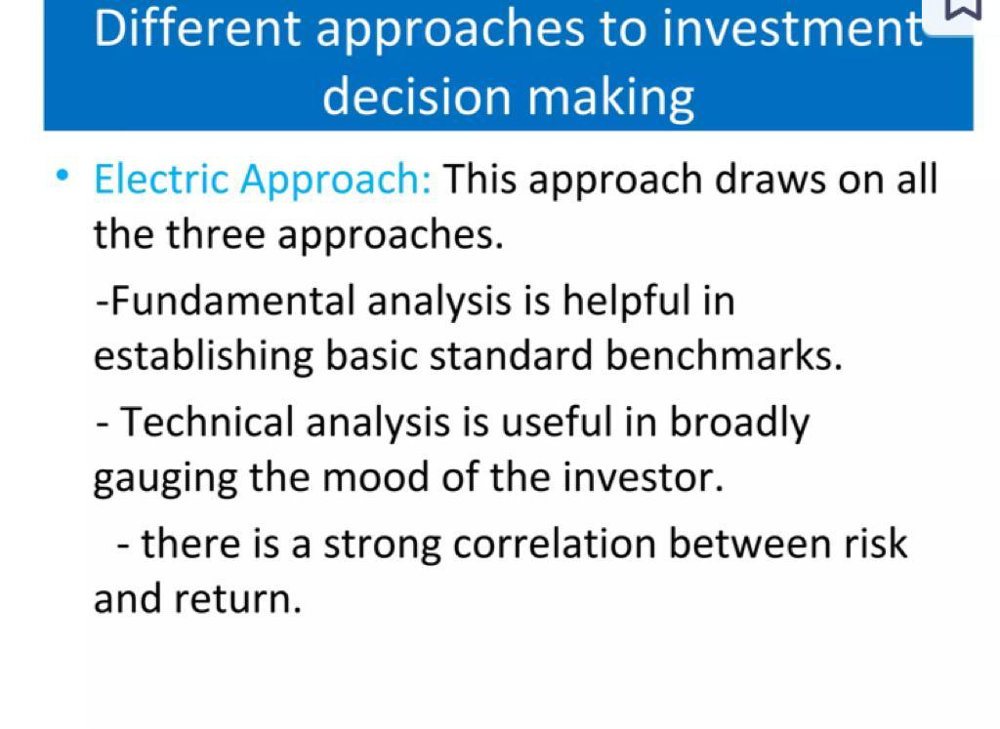 Different approaches to investment
decision making
• Electric Approach: This approach draws on all
the three approaches.
-Fundamental analysis is helpful in
establishing basic standard benchmarks.
- Technical analysis is useful in broadly
gauging the mood of the investor.
- there is a strong correlation between risk
and return.